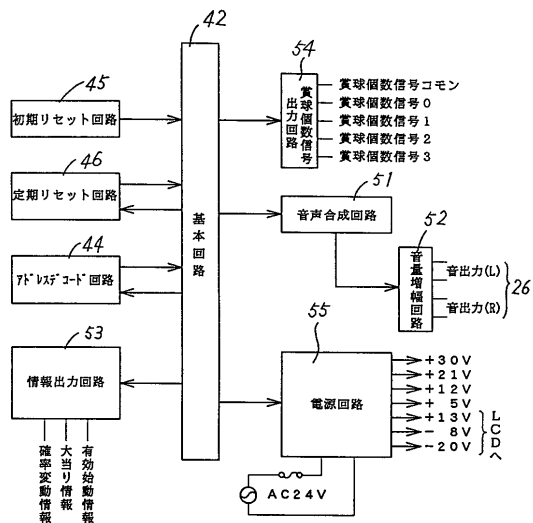 42
45
初期リセット回路
46
定期リセット回路
44
アドレスデコード回路
53
情報出力回路
確率変動情報
大当り情報
有効始動情報
基本回路
54
賞球個数信号
出力回路
賞球個数信号コモン
賞球個数信号0
賞球個数信号1
賞球個数信号2
賞球個数信号3
51
音声合成回路
52
音量増幅回路
音出力(L)
音出力(R)
26
55
電源回路
+30V
+21V
+12V
+ 5V
+13V
- 8V
-20V
LCDへ
AC24V